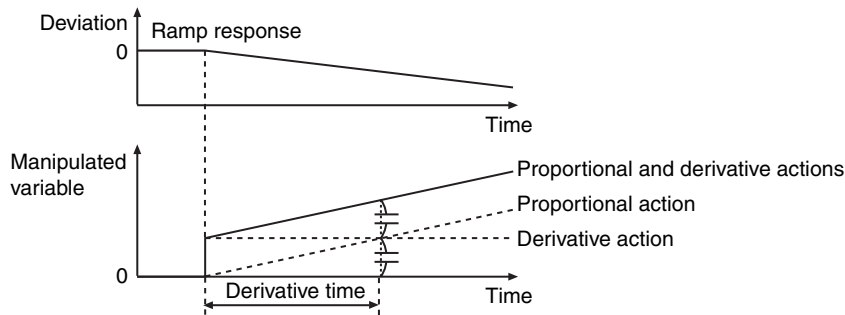 Deviation
Ramp response
0
Time
Manipulated
variable
Proportional and derivative actions
Proportional action
Derivative action
0
Derivative time
Time